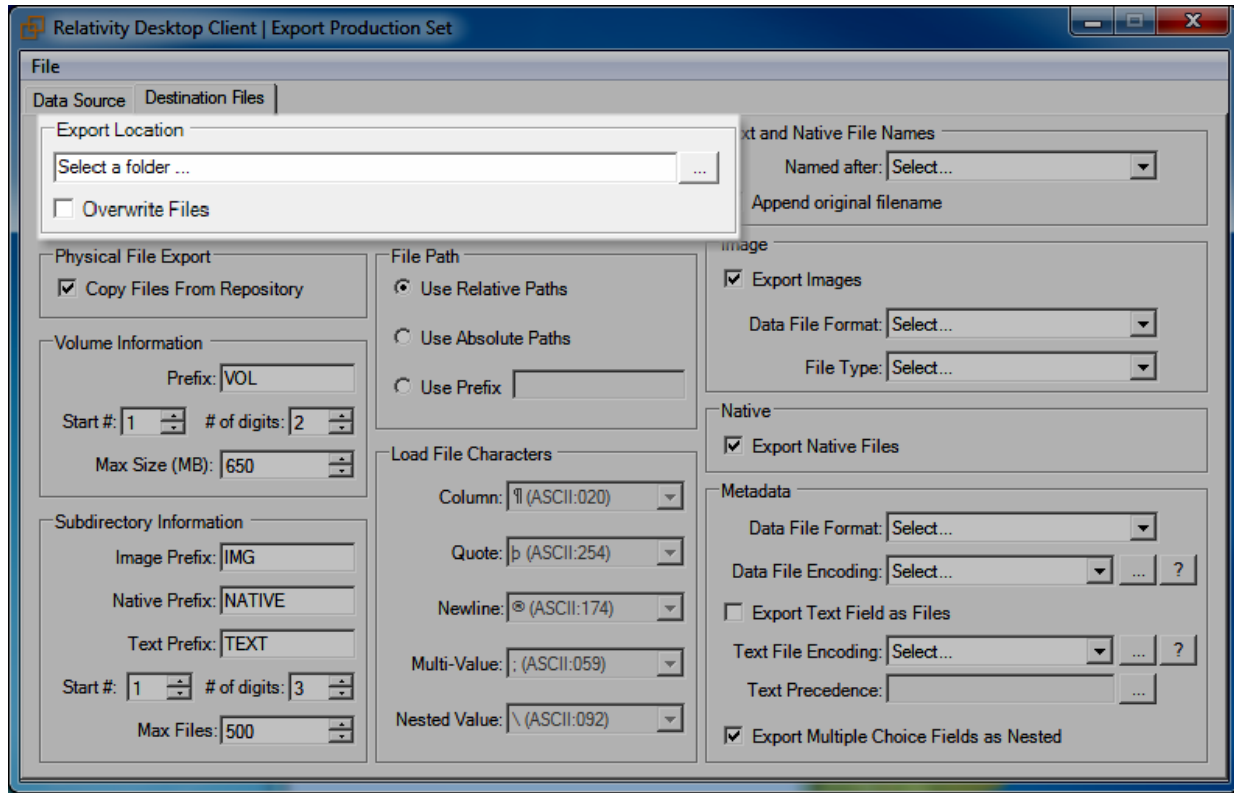 Relativity Desktop Client | Export Production Set
File
Data Source Destination Files
Export Location
Select a folder ... ...
Overwrite Files
Physical File Export
Copy Files From Repository
Volume Information
Prefix: VOL
Start #: 1 # of digits: 2
Max Size (MB): 650
Subdirectory Information
Image Prefix: IMG
Native Prefix: NATIVE
Text Prefix: TEXT
Start #: 1 # of digits: 3
Max Files: 500
File Path
Use Relative Paths
Use Absolute Paths
Use Prefix
Load File Characters
Column: ¶ (ASCII:020)
Quote: þ (ASCII:254)
Newline: ® (ASCII:174)
Multi-Value: ; (ASCII:059)
Nested Value: \ (ASCII:092)
xt and Native File Names
Named after: Select...
Append original filename
Image
Export Images
Data File Format: Select...
File Type: Select...
Native
Export Native Files
Metadata
Data File Format: Select...
Data File Encoding: Select... ... ?
Export Text Field as Files
Text File Encoding: Select... ... ?
Text Precedence: ...
Export Multiple Choice Fields as Nested